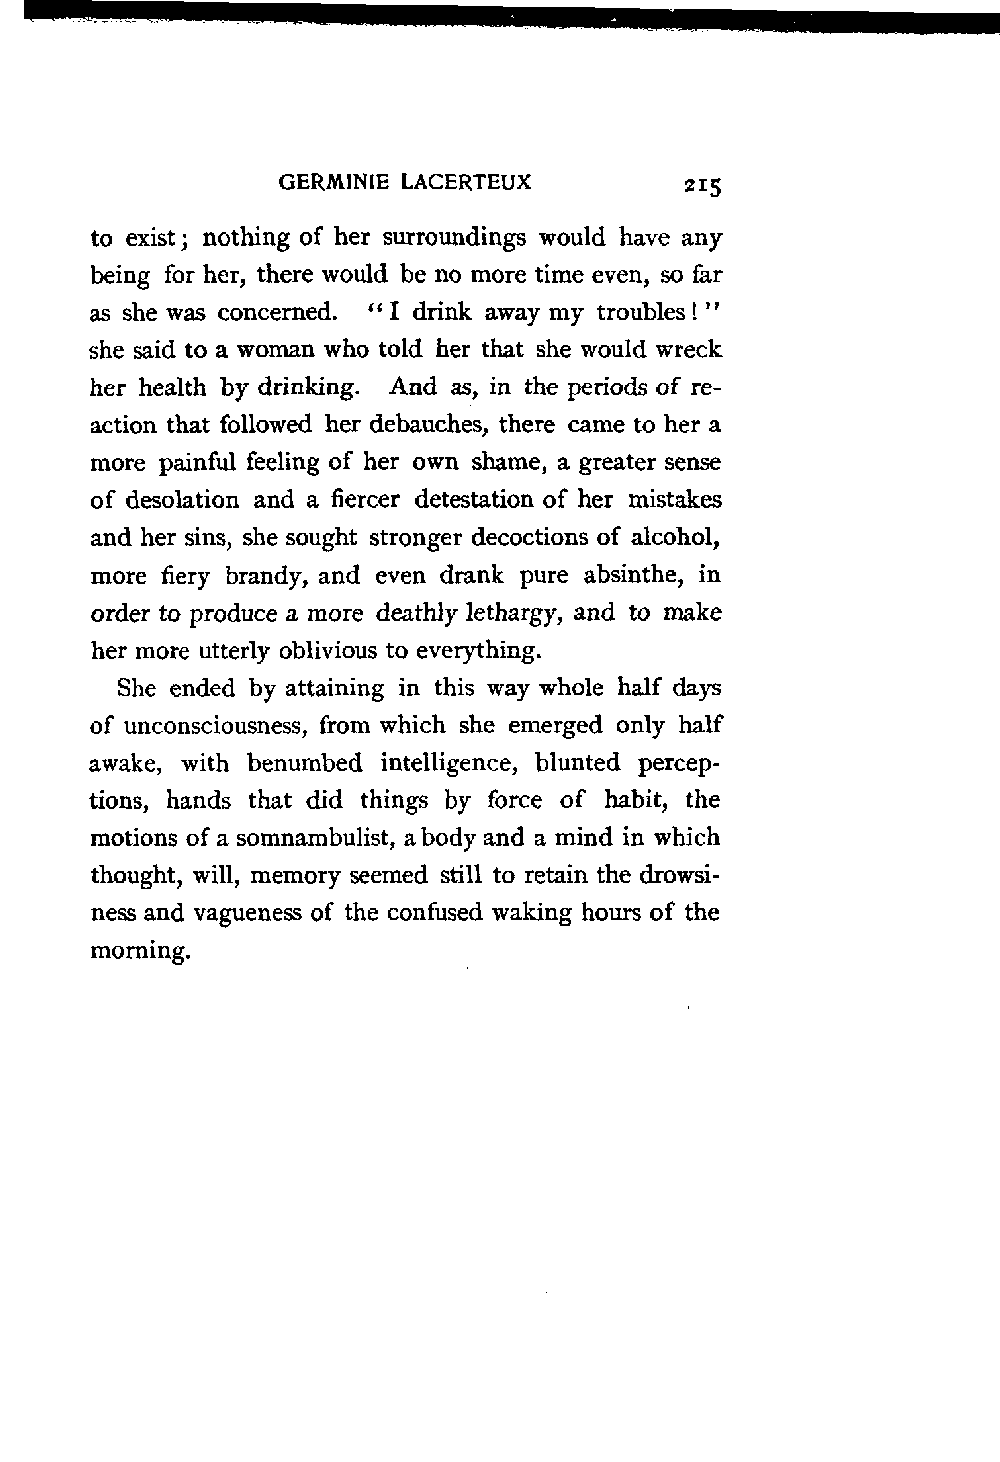 GERMINIE LACERTEUX 215
to exist; nothing of her surroundings would have any
being for her, there would be no more time even, so far
as she was concerned. "I drink away my troubles!"
she said to a woman who told her that she would wreck
her health by drinking. And as, in the periods of re-
action that followed her debauches, there came to her a
more painful feeling of her own shame, a greater sense
of desolation and a fiercer detestation of her mistakes
and her sins, she sought stronger decoctions of alcohol,
more fiery brandy, and even drank pure absinthe, in
order to produce a more deathly lethargy, and to make
her more utterly oblivious to everything.
She ended by attaining in this way whole half days
of unconsciousness, from which she emerged only half
awake, with benumbed intelligence, blunted percep-
tions, hands that did things by force of habit, the
motions of a somnambulist, a body and a mind in which
thought, will, memory seemed still to retain the drowsi-
ness and vagueness of the confused waking hours of the
morning.